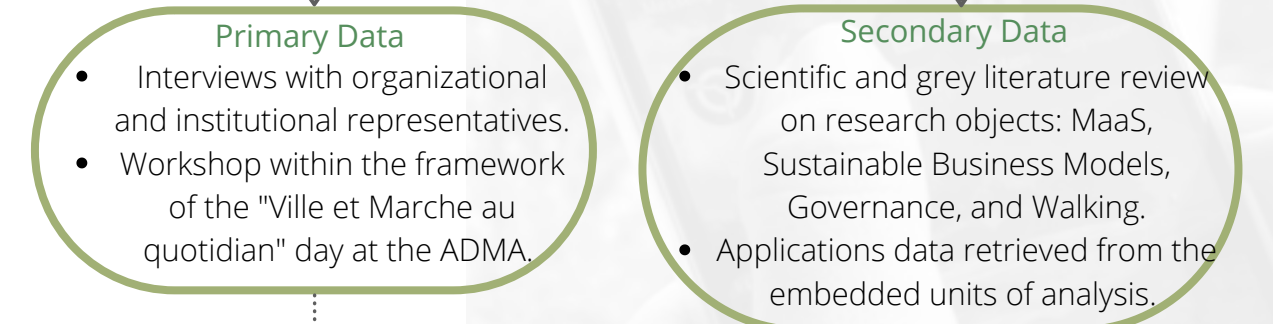 Primary Data
• Interviews with organizational
and institutional representatives.
• Workshop within the framework
of the "Ville et Marche au
quotidian" day at the ADMA.
Secondary Data
• Scientific and grey literature review
on research objects: MaaS,
Sustainable Business Models,
Governance, and Walking.
• Applications data retrieved from the
embedded units of analysis.